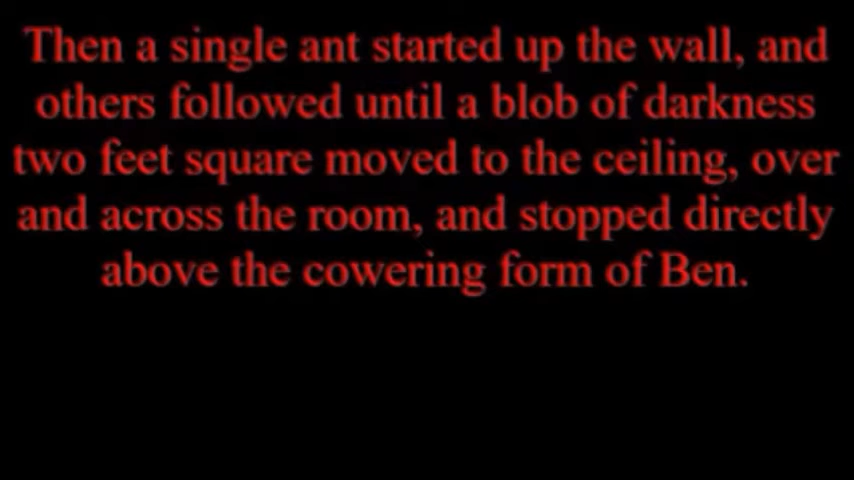 Then a single ant started up the wall, and
others followed until a blob of darkness
two feet square moved to the ceiling, over
and across the room, and stopped directly
above the cowering form of Ben.